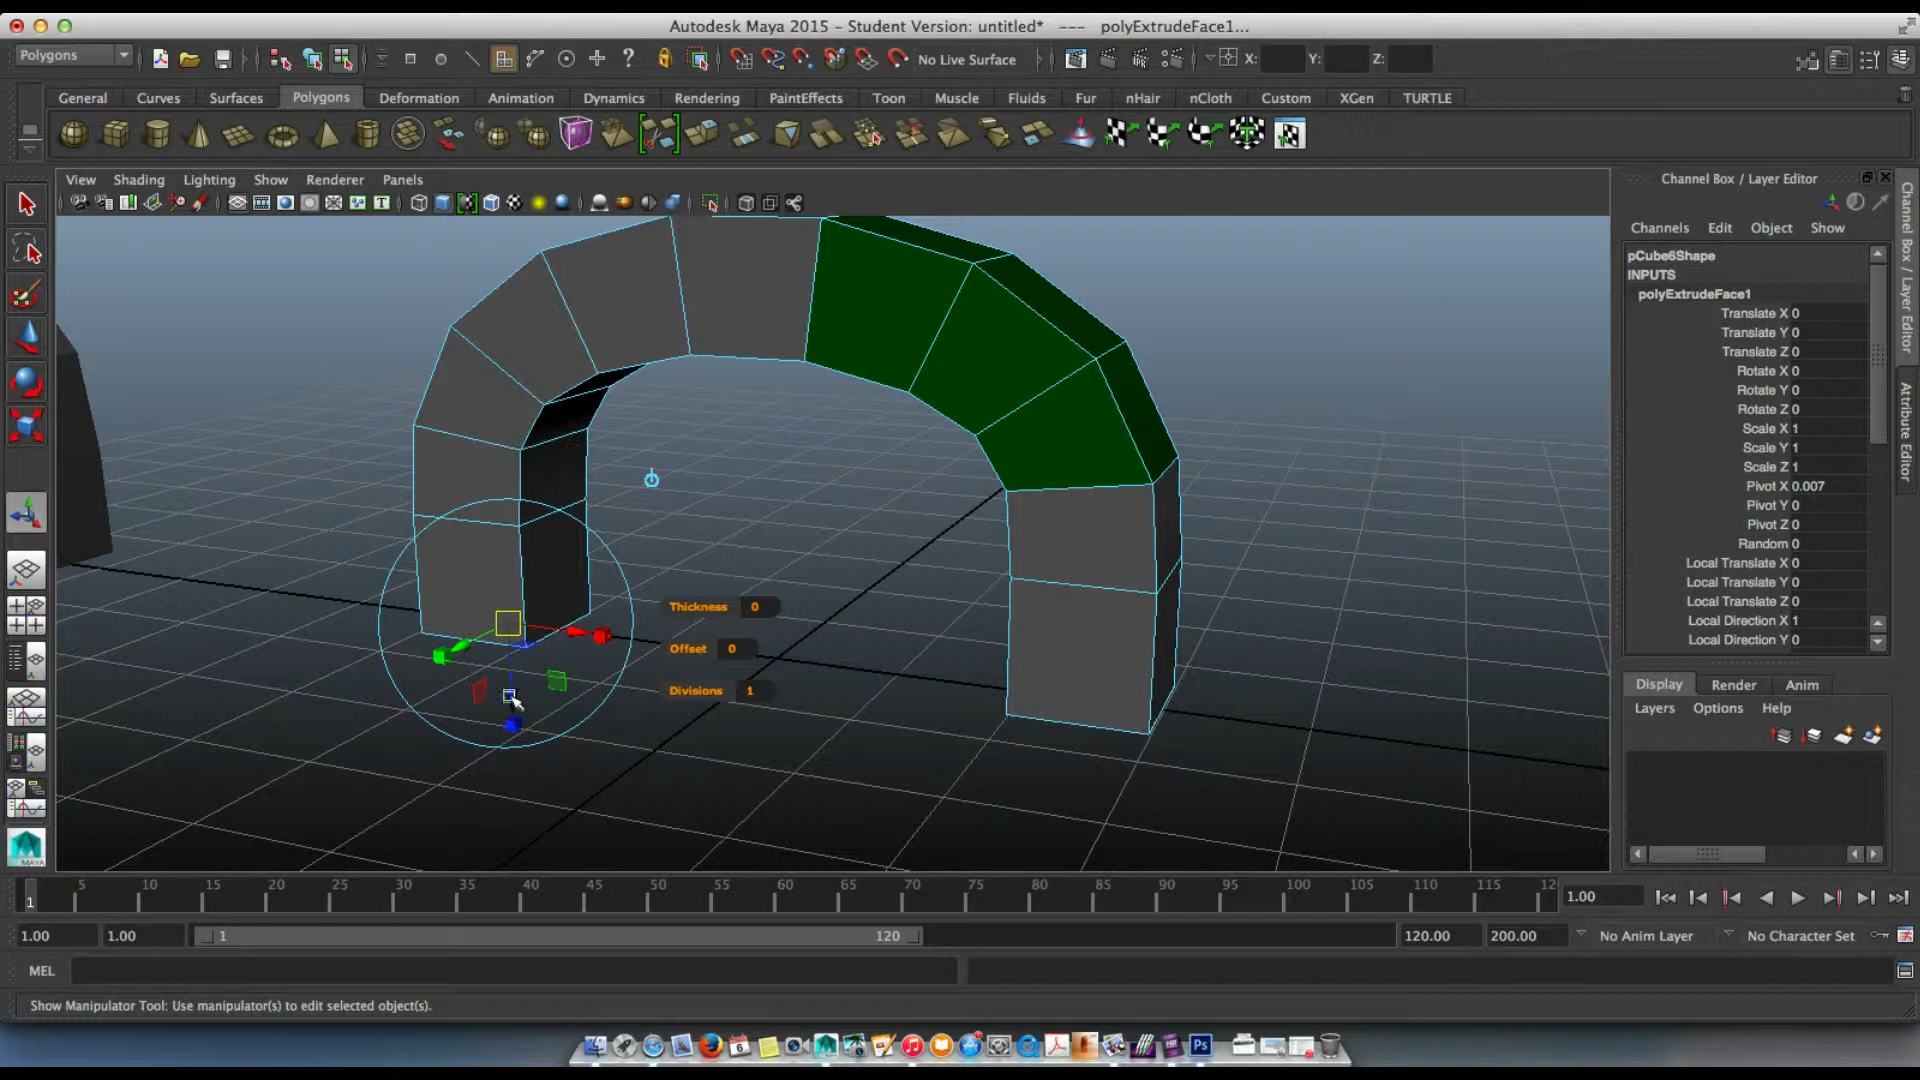 Autodesk Maya 2015 - Student Version: untitled* --- polyExtrudeFace1...
Polygons
No Live Surface
X:
Y:
Z:
General Curves Surfaces Polygons Deformation Animation Dynamics Rendering PaintEffects Toon Muscle Fluids Fur nHair nCloth Custom XGen TURTLE
View Shading Lighting Show Renderer Panels
Thickness 0
Offset 0
Divisions 1
Channel Box / Layer Editor
Channels Edit Object Show
pCube6Shape
INPUTS
polyExtrudeFace1
Translate X 0
Translate Y 0
Translate Z 0
Rotate X 0
Rotate Y 0
Rotate Z 0
Scale X 1
Scale Y 1
Scale Z 1
Pivot X 0.007
Pivot Y 0
Pivot Z 0
Random 0
Local Translate X 0
Local Translate Y 0
Local Translate Z 0
Local Direction X 1
Local Direction Y 0
Display Render Anim
Layers Options Help
Channel Box / Layer Editor
Attribute Editor
MAYA
1 5 10 15 20 25 30 35 40 45 50 55 60 65 70 75 80 85 90 95 100 105 110 115 12
1.00
1.00 1.00 1 120 120.00 200.00 No Anim Layer No Character Set
MEL
Show Manipulator Tool: Use manipulator(s) to edit selected object(s).
6
Ps